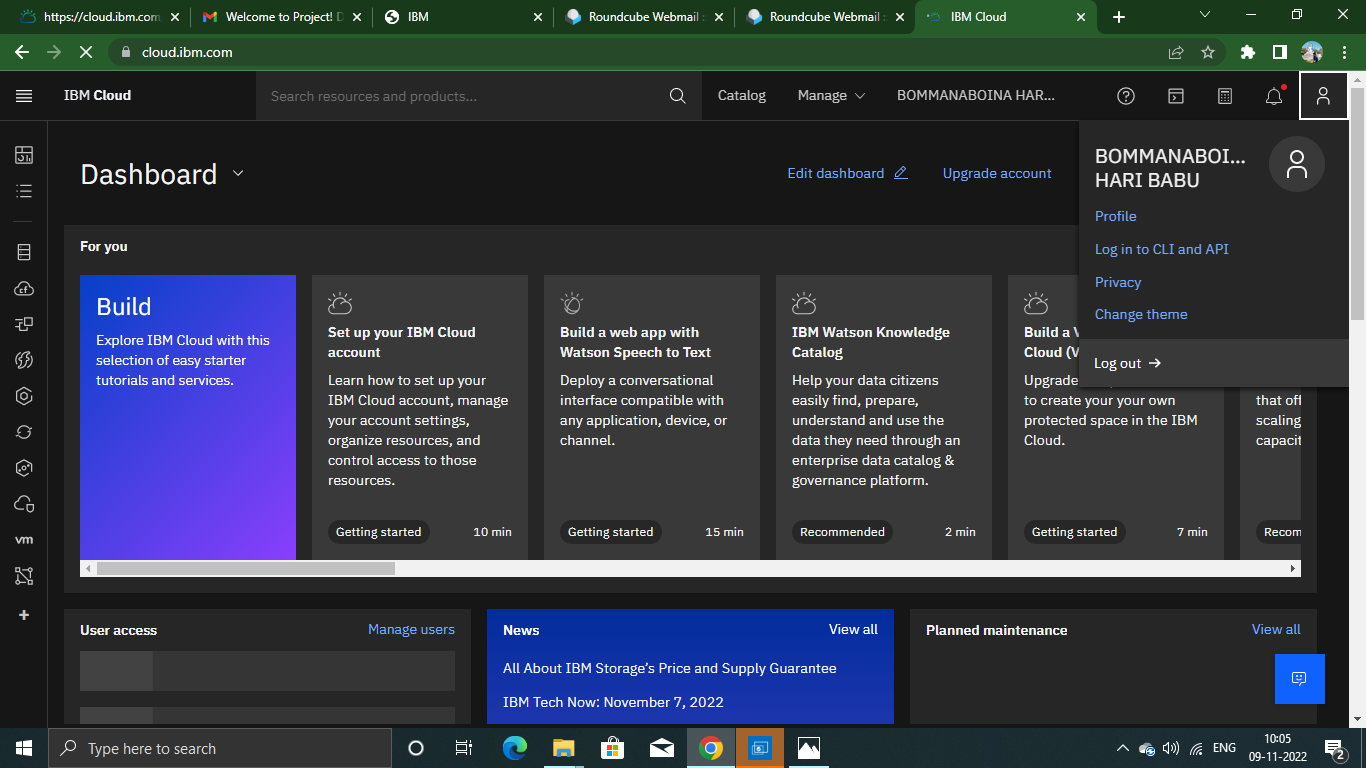 https://cloud.ibm.com
Welcome to Project! D
IBM
Roundcube Webmail :
Roundcube Webmail :
IBM Cloud
cloud.ibm.com
IBM Cloud
Search resources and products...
Catalog
Manage
BOMMANABOINA HAR...
Dashboard
Edit dashboard
Upgrade account
BOMMANABOI...
HARI BABU
Profile
Log in to CLI and API
Privacy
Change theme
Log out
For you
Build
Explore IBM Cloud with this
selection of easy starter
tutorials and services.
Set up your IBM Cloud
account
Learn how to set up your
IBM Cloud account, manage
your account settings,
organize resources, and
control access to those
resources.
Getting started
10 min
Build a web app with
Watson Speech to Text
Deploy a conversational
interface compatible with
any application, device, or
channel.
Getting started
15 min
IBM Watson Knowledge
Catalog
Help your data citizens
easily find, prepare,
understand and use the
data they need through an
enterprise data catalog &
governance platform.
Recommended
2 min
Build a V
Cloud (V
Upgrade
to create your your own
protected space in the IBM
Cloud.
Getting started
7 min
that off
scaling
capacit
Recom
vm
User access
Manage users
News
View all
All About IBM Storage's Price and Supply Guarantee
IBM Tech Now: November 7, 2022
Planned maintenance
View all
Type here to search
ENG
10:05
09-11-2022
2